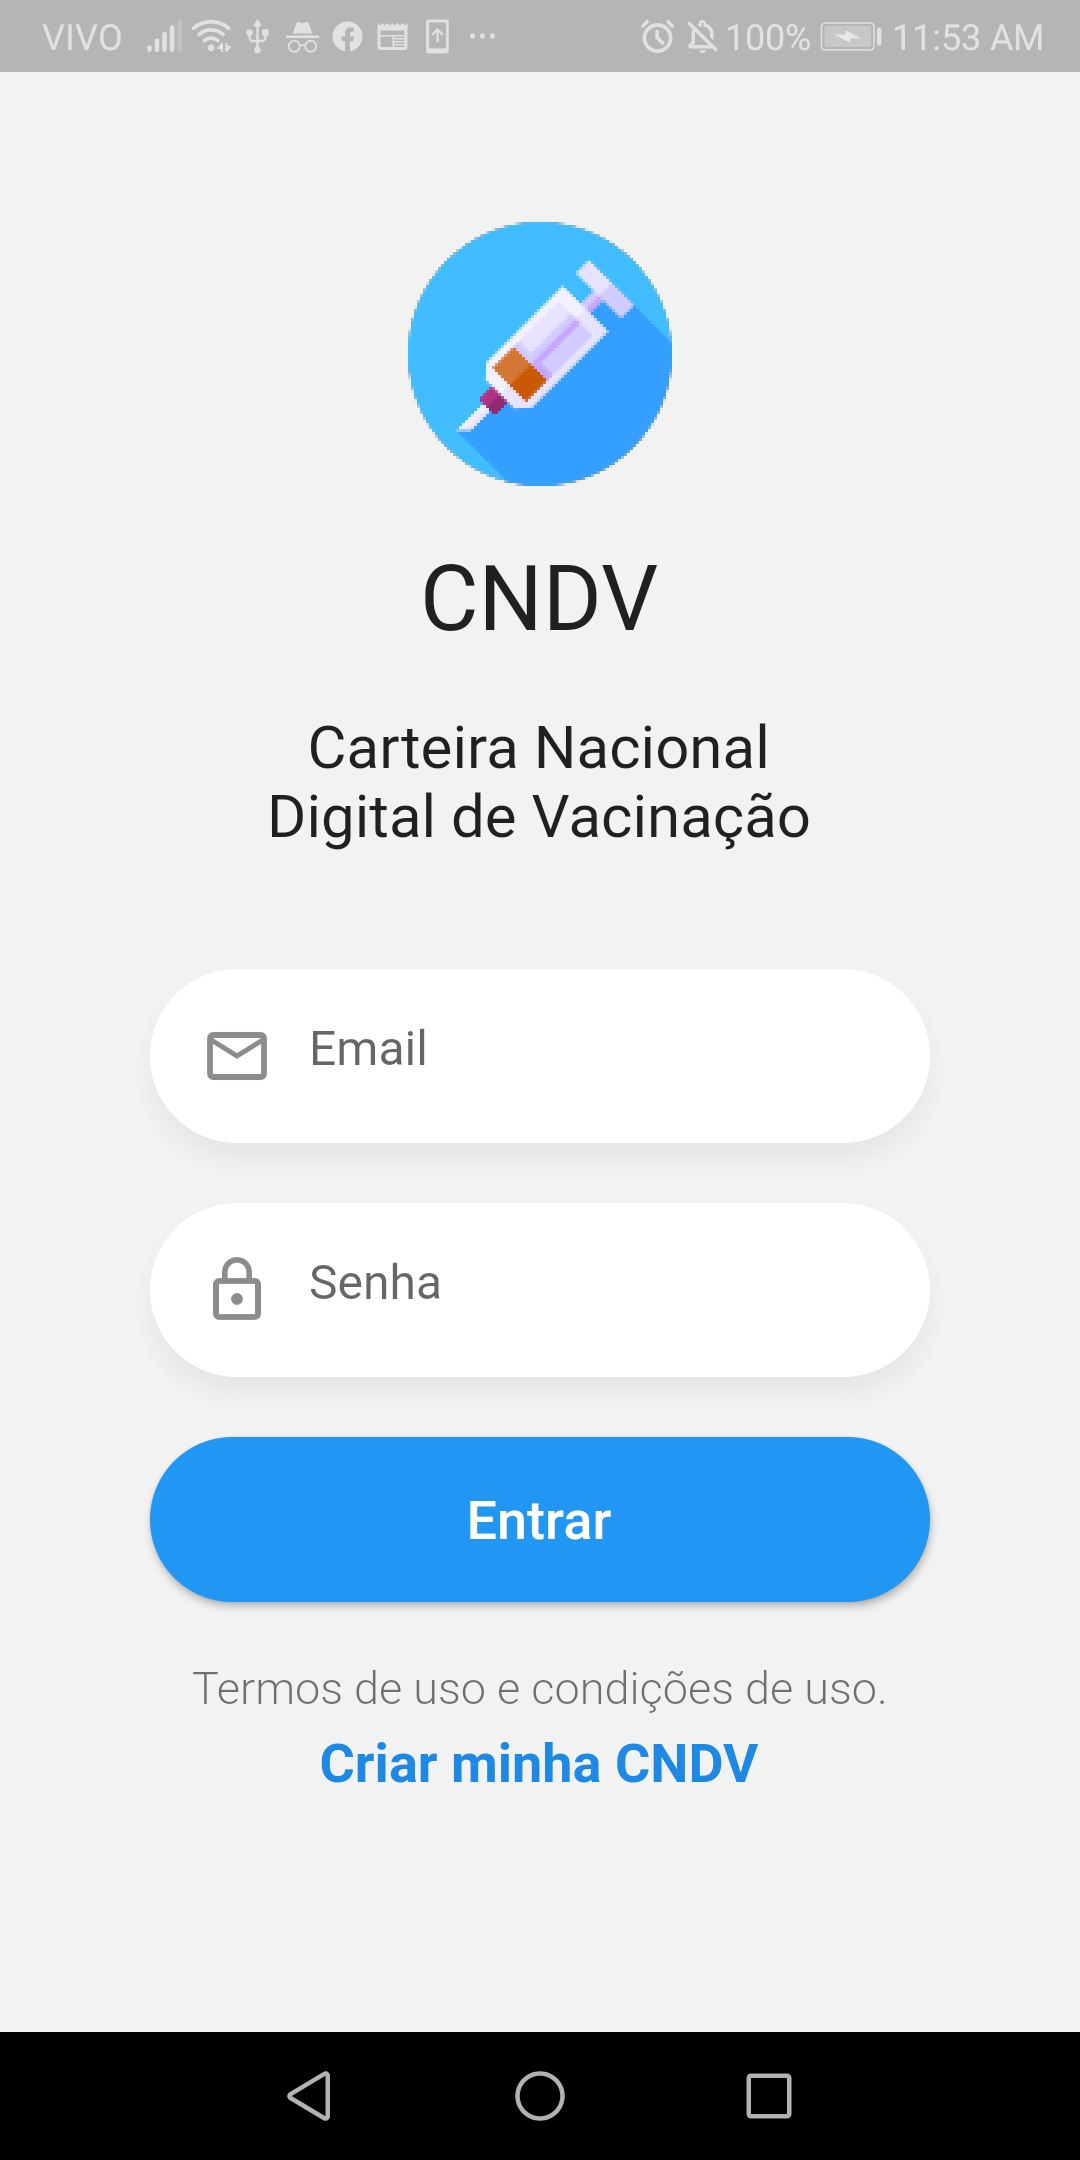 VIVO 100% 11:53 AM
CNDV
Carteira Nacional
Digital de Vacinação
Email
Senha
Entrar
Termos de uso e condições de uso.
Criar minha CNDV